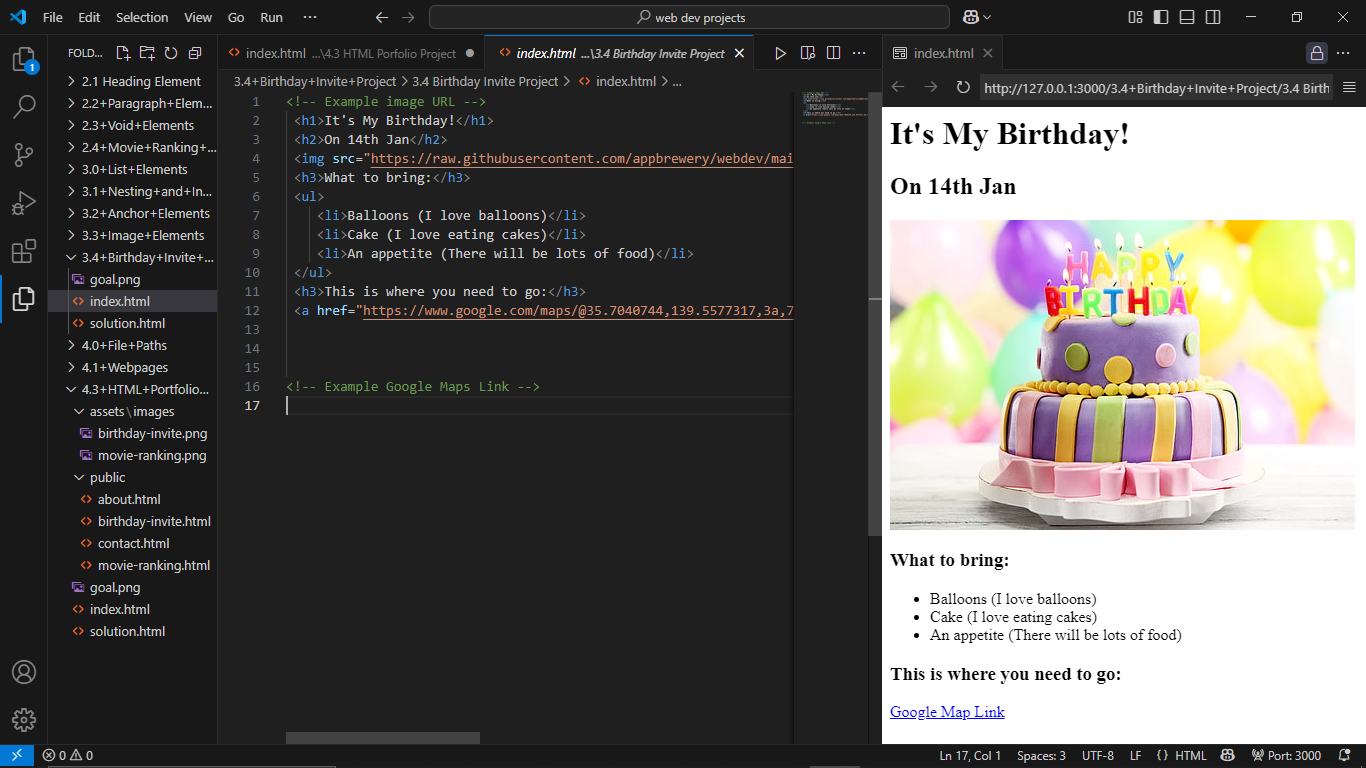 File Edit Selection View Go Run ··· web dev projects
FOLD...
2.1 Heading Element
2.2+Paragraph+Elem...
2.3+Void+Elements
2.4+Movie+Ranking+...
3.0+List+Elements
3.1+Nesting+and+In...
3.2+Anchor+Elements
3.3+Image+Elements
3.4+Birthday+Invite+...
goal.png
index.html
solution.html
4.0+File+Paths
4.1+Webpages
4.3+HTML+Portfolio...
assets\images
birthday-invite.png
movie-ranking.png
public
about.html
birthday-invite.html
contact.html
movie-ranking.html
goal.png
index.html
solution.html
1
index.html ...\4.3 HTML Porfolio Project
index.html ...\3.4 Birthday Invite Project
3.4+Birthday+Invite+Project > 3.4 Birthday Invite Project > index.html > ...
1 <!-- Example image URL -->
2 <h1>It's My Birthday!</h1>
3 <h2>On 14th Jan</h2>
4 <img src="https://raw.githubusercontent.com/appbrewery/webdev/mai
5 <h3>What to bring:</h3>
6 <ul>
7 <li>Balloons (I love balloons)</li>
8 <li>Cake (I love eating cakes)</li>
9 <li>An appetite (There will be lots of food)</li>
10 </ul>
11 <h3>This is where you need to go:</h3>
12 <a href="https://www.google.com/maps/@35.7040744,139.5577317,3a,7
13
14
15
16 <!-- Example Google Maps Link -->
17
index.html
http://127.0.0.1:3000/3.4+Birthday+Invite+Project/3.4 Birth
It's My Birthday!
On 14th Jan
HAPPY
BIRTHDAY
What to bring:
• Balloons (I love balloons)
• Cake (I love eating cakes)
• An appetite (There will be lots of food)
This is where you need to go:
Google Map Link
0 0 Ln 17, Col 1 Spaces: 3 UTF-8 LF {} HTML Port: 3000